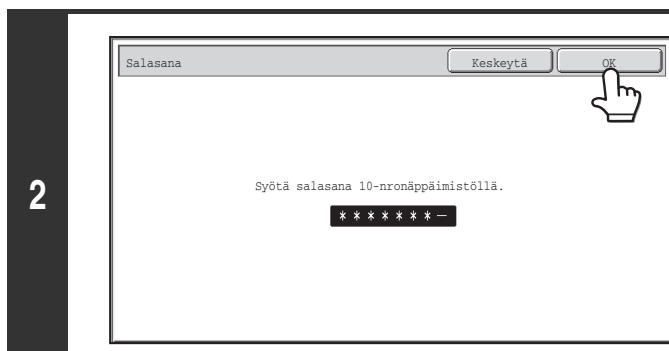 2
Salasana
Keskeytä
OK
Syötä salasana 10-nronäppäimistöllä.
*******–